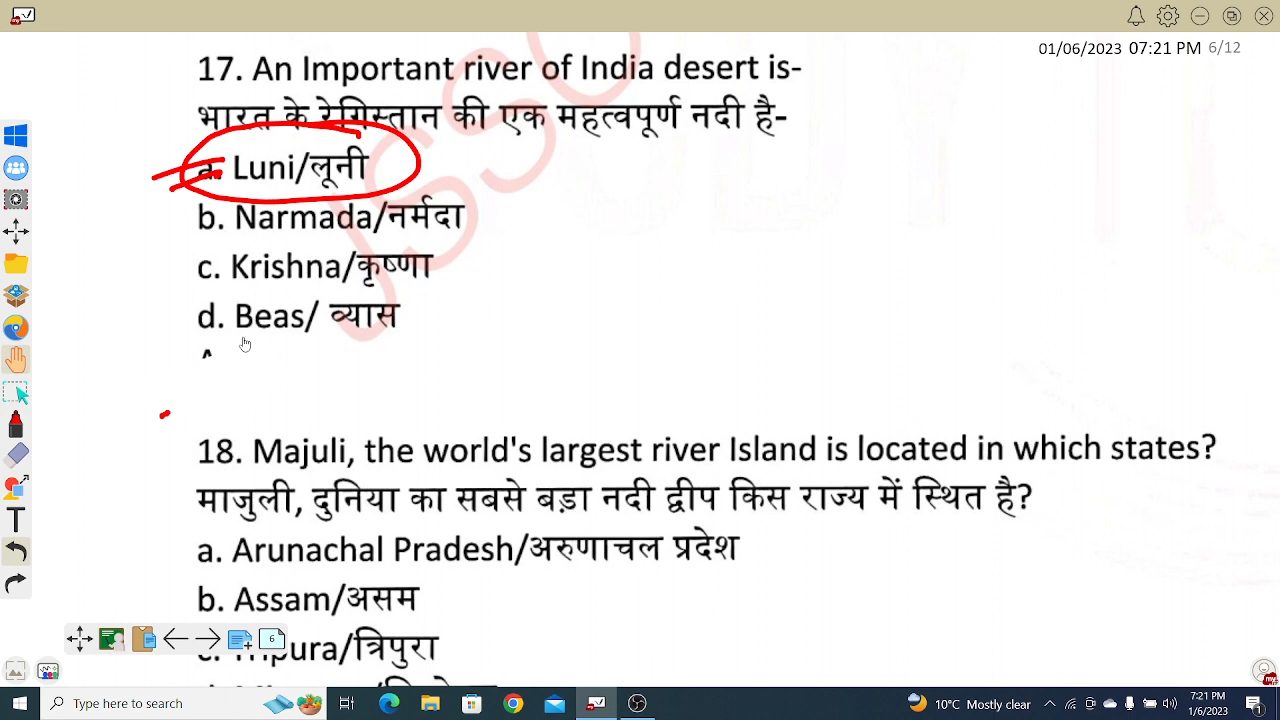 01/06/2023 07:21 PM 6/12
17. An Important river of India desert is-
भारत के रेगिस्तान की एक महत्वपूर्ण नदी है-
a. Luni/लूनी
b. Narmada/नर्मदा
c. Krishna/कृष्णा
d. Beas/ व्यास
18. Majuli, the world's largest river Island is located in which states?
माजुली, दुनिया का सबसे बड़ा नदी द्वीप किस राज्य में स्थित है?
a. Arunachal Pradesh/अरुणाचल प्रदेश
b. Assam/असम
c. Tripura/त्रिपुरा
6
Type here to search
10°C Mostly clear
7:21 PM
1/6/2023